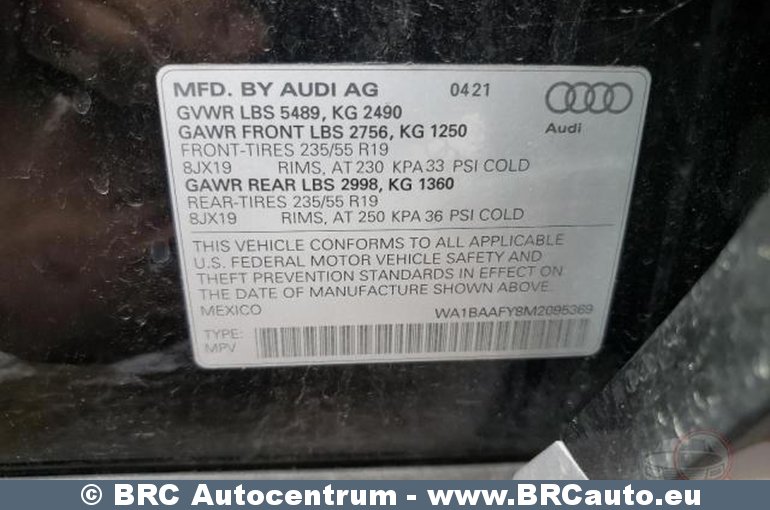 MFD. BY AUDI AG 0421
GVWR LBS 5489, KG 2490
GAWR FRONT LBS 2756, KG 1250
Audi
FRONT-TIRES 235/55 R19
8JX19 RIMS, AT 230 KPA 33 PSI COLD
GAWR REAR LBS 2998, KG 1360
REAR-TIRES 235/55 R19
8JX19 RIMS, AT 250 KPA 36 PSI COLD
THIS VEHICLE CONFORMS TO ALL APPLICABLE
U.S. FEDERAL MOTOR VEHICLE SAFETY AND
THEFT PREVENTION STANDARDS IN EFFECT ON
THE DATE OF MANUFACTURE SHOWN ABOVE.
MEXICO WA1BAAFY8M2095369
TYPE:
MPV
© BRC Autocentrum - www.BRCauto.eu